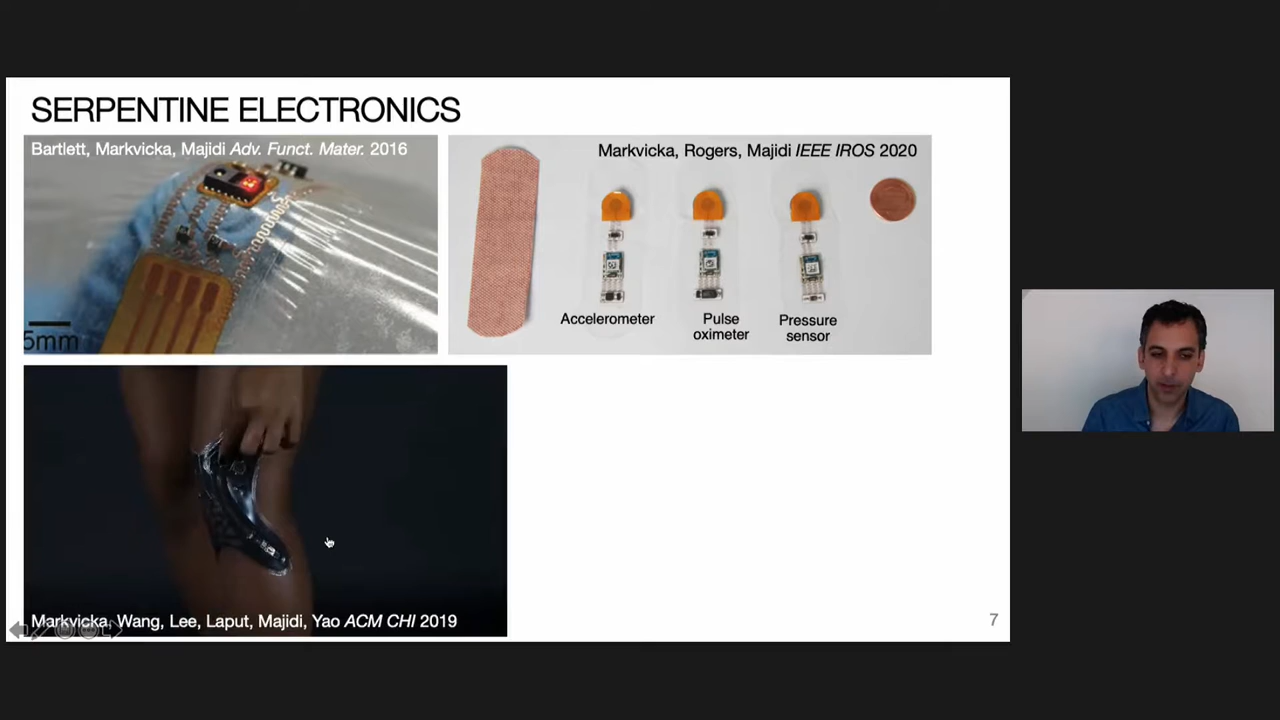 SERPENTINE ELECTRONICS
Bartlett, Markvicka, Majidi Adv. Funct. Mater. 2016
5mm
Markvicka, Rogers, Majidi IEEE IROS 2020
Accelerometer
Pulse
oximeter
Pressure
sensor
Markvicka, Wang, Lee, Laput, Majidi, Yao ACM CHI 2019
7